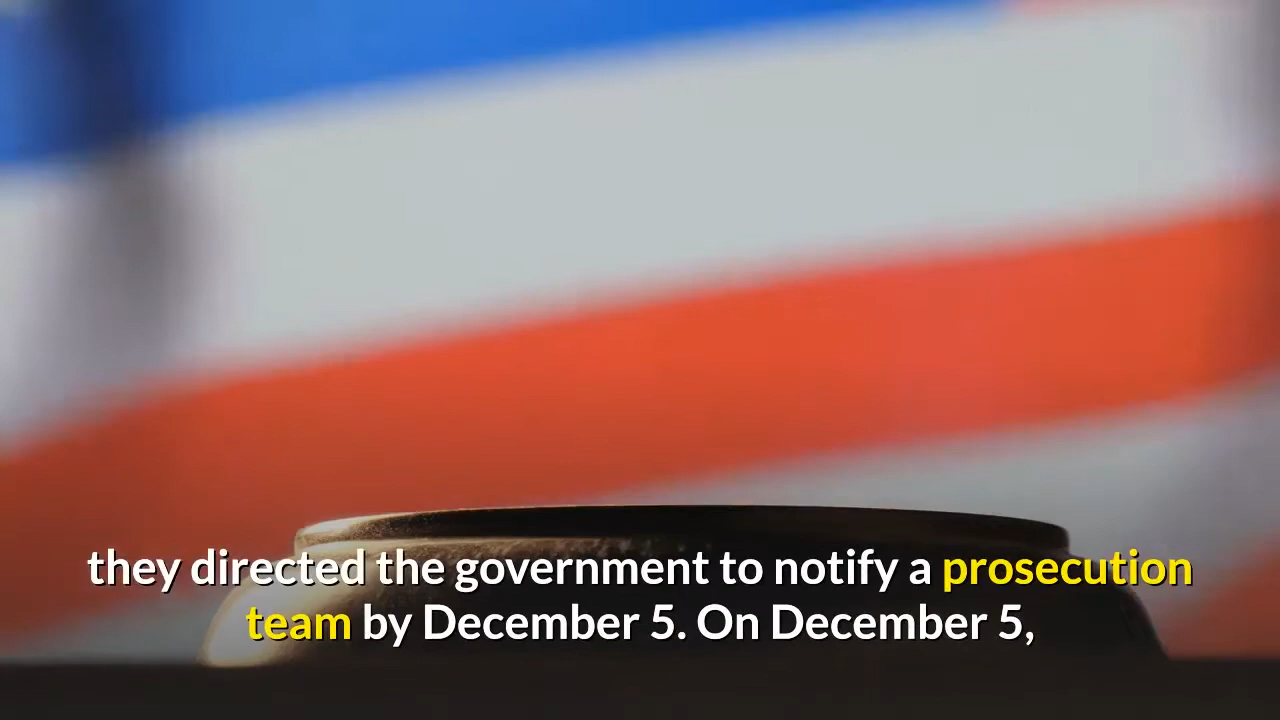 they directed the government to notify a prosecution
team by December 5. On December 5,